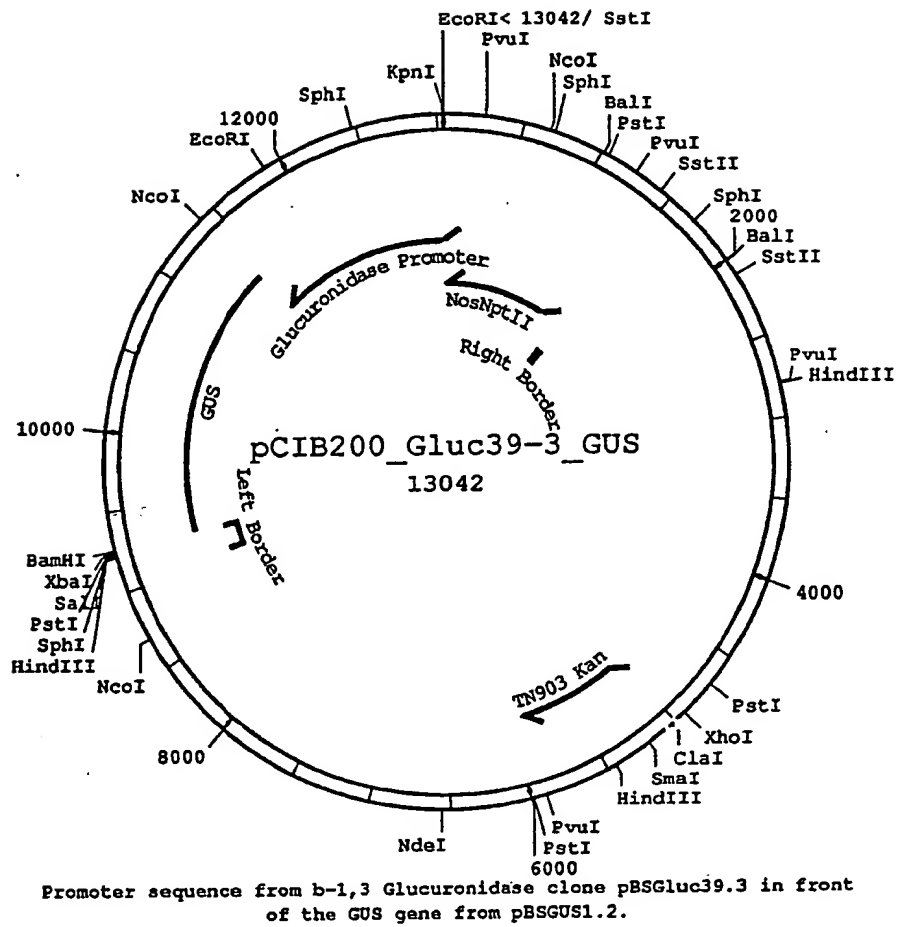 EcoRI< 13042/ SstI
PvuI
KpnI
NcoI
SphI
SphI
BalI
12000
PstI
EcoRI
PvuI
SstII
NcoI
SphI
2000
BalI
SstII
Glucuronidase Promoter
NosNptII
Right Border
PvuI
HindIII
GUS
10000
pCIB200_Gluc39-3_GUS
13042
Left Border
BamHI
XbaI
SalI
PstI
SphI
HindIII
4000
NcoI
TN903 Kan
PstI
XhoI
ClaI
8000
SmaI
HindIII
PvuI
NdeI
PstI
6000
Promoter sequence from b-1,3 Glucuronidase clone pBSGluc39.3 in front
of the GUS gene from pBSGUS1.2.